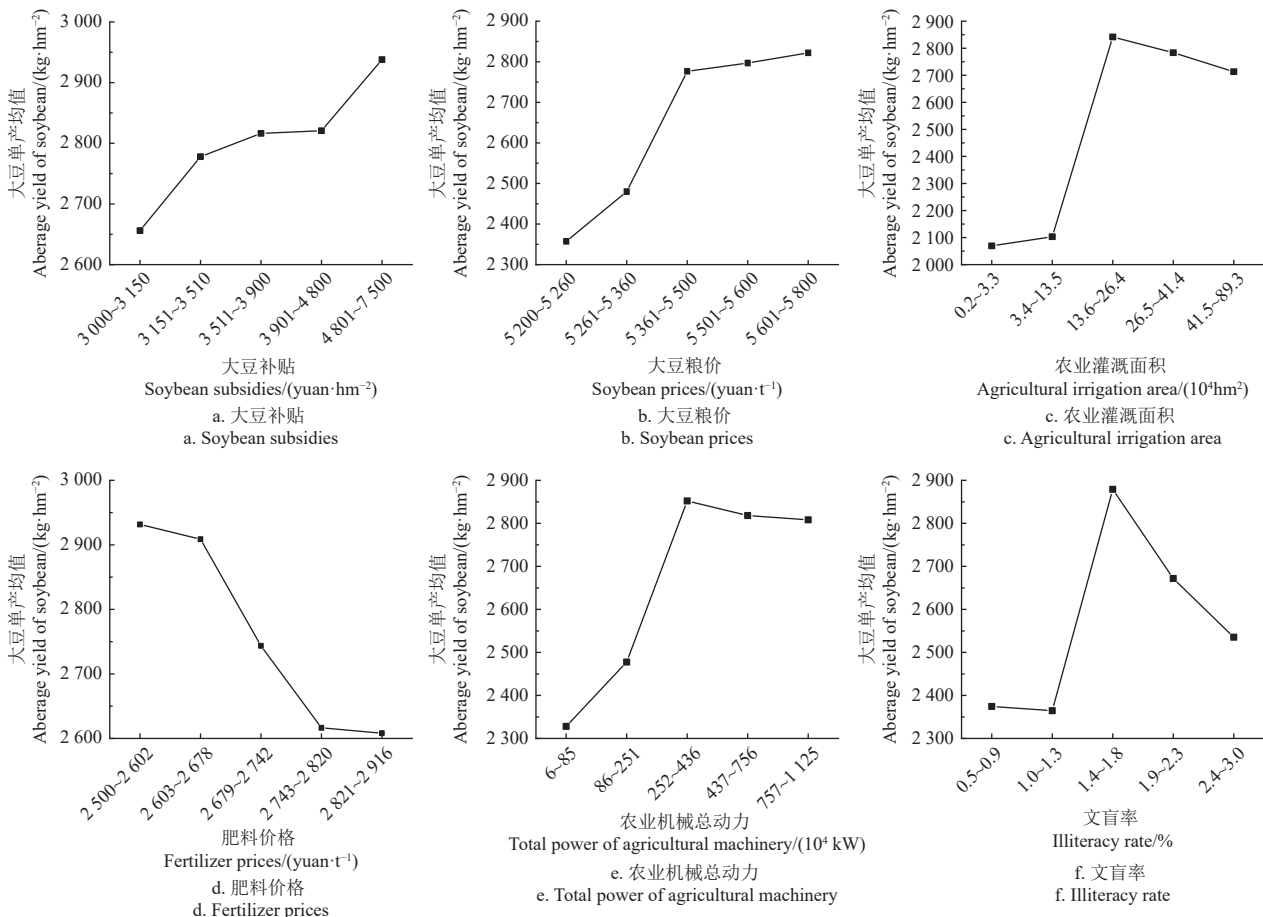 大豆单产均值
Aberage yield of soybean/(kg·hm⁻²)
3 000
2 900
2 800
2 700
2 600
3 000~3 150
3 151~3 510
3 511~3 900
3 901~4 800
4 801~7 500
大豆补贴
Soybean subsidies/(yuan·hm⁻²)
a. 大豆补贴
a. Soybean subsidies
大豆单产均值
Aberage yield of soybean/(kg·hm⁻²)
2 900
2 800
2 700
2 600
2 500
2 400
2 300
5 200~5 260
5 261~5 360
5 361~5 500
5 501~5 600
5 601~5 800
大豆粮价
Soybean prices/(yuan·t⁻¹)
b. 大豆粮价
b. Soybean prices
大豆单产均值
Aberage yield of soybean/(kg·hm⁻²)
2 900
2 800
2 700
2 600
2 500
2 400
2 300
2 200
2 100
2 000
0.2~3.3
3.4~13.5
13.6~26.4
26.5~41.4
41.5~89.3
农业灌溉面积
Agricultural irrigation area/(10⁴hm²)
c. 农业灌溉面积
c. Agricultural irrigation area
大豆单产均值
Aberage yield of soybean/(kg·hm⁻²)
3 000
2 900
2 800
2 700
2 600
2 500~2 602
2 603~2 678
2 679~2 742
2 743~2 820
2 821~2 916
肥料价格
Fertilizer prices/(yuan·t⁻¹)
d. 肥料价格
d. Fertilizer prices
大豆单产均值
Aberage yield of soybean/(kg·hm⁻²)
2 900
2 800
2 700
2 600
2 500
2 400
2 300
6~85
86~251
252~436
437~756
757~1 125
农业机械总动力
Total power of agricultural machinery/(10⁴ kW)
e. 农业机械总动力
e. Total power of agricultural machinery
大豆单产均值
Aberage yield of soybean/(kg·hm⁻²)
2 900
2 800
2 700
2 600
2 500
2 400
2 300
0.5~0.9
1.0~1.3
1.4~1.8
1.9~2.3
2.4~3.0
文盲率
Illiteracy rate/%
f. 文盲率
f. Illiteracy rate